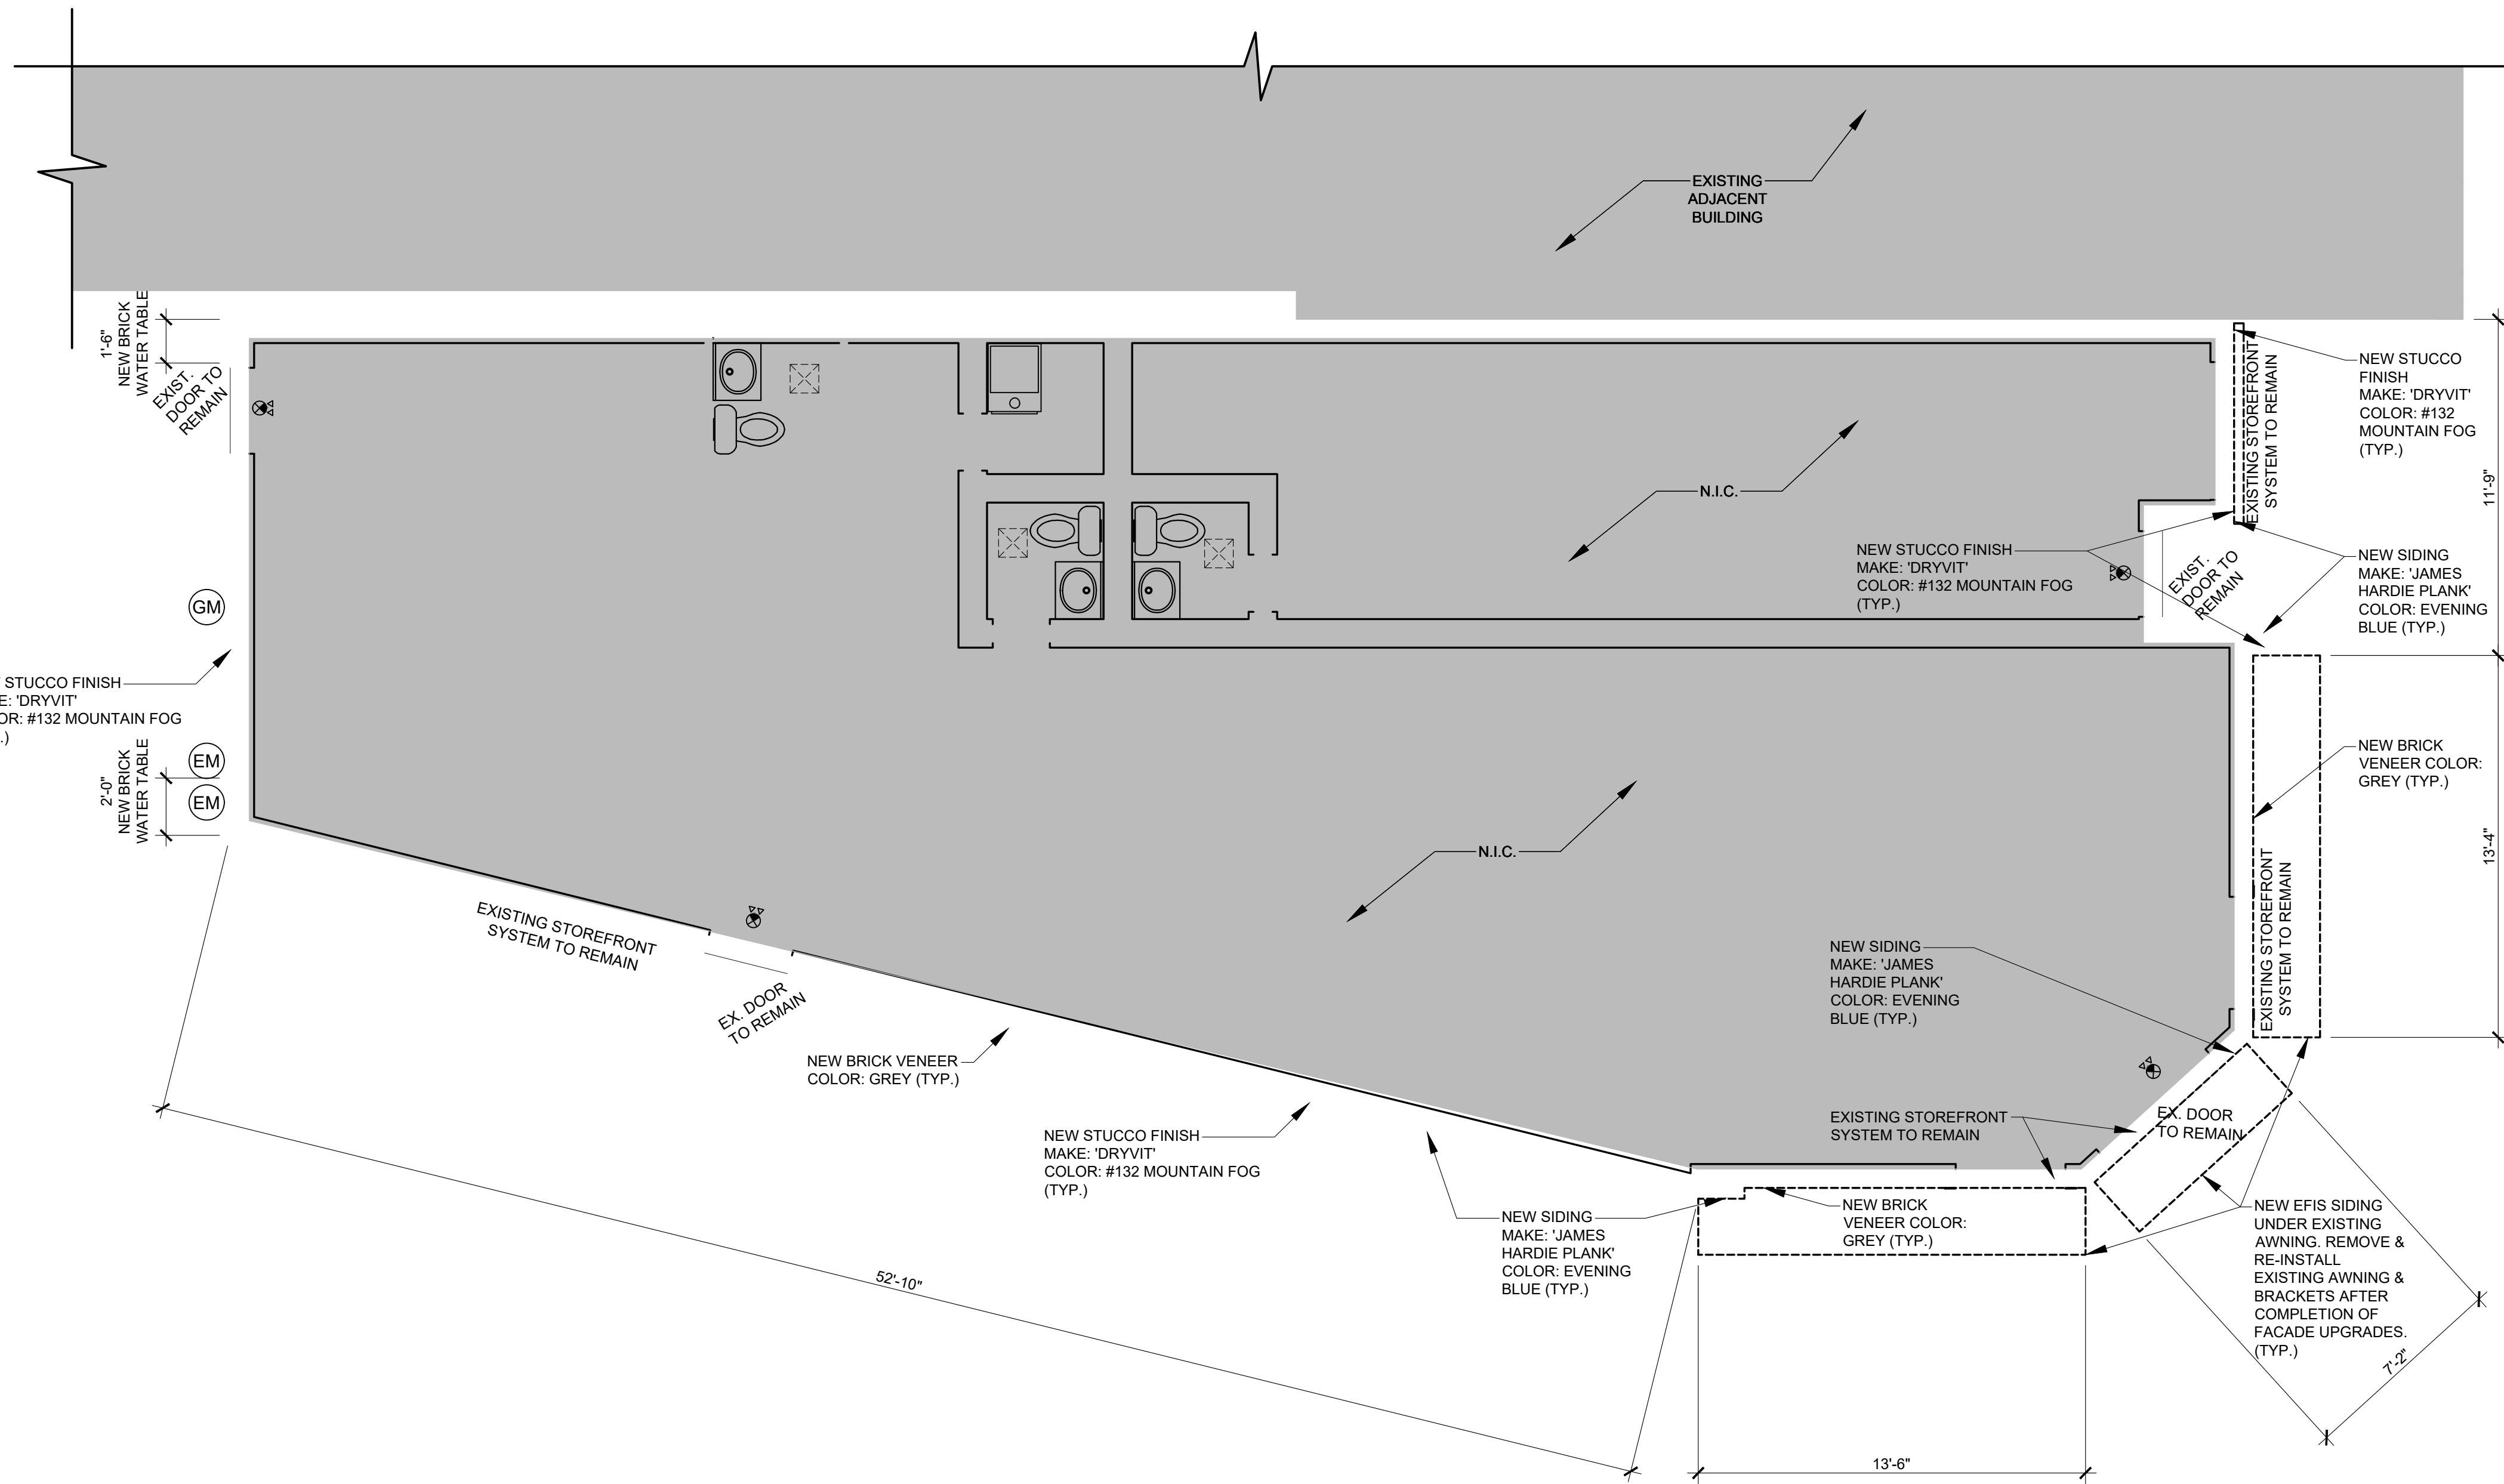 EXISTING
ADJACENT
BUILDING
1'-6"
NEW BRICK
WATER TABLE
EXIST.
DOOR TO
REMAIN
EXISTING STOREFRONT
SYSTEM TO REMAIN
NEW STUCCO
FINISH
MAKE: 'DRYVIT'
COLOR: #132
MOUNTAIN FOG
(TYP.)
11'-9"
N.I.C.
NEW STUCCO FINISH
MAKE: 'DRYVIT'
COLOR: #132 MOUNTAIN FOG
(TYP.)
EXIST.
DOOR TO
REMAIN
NEW SIDING
MAKE: 'JAMES
HARDIE PLANK'
COLOR: EVENING
BLUE (TYP.)
GM
STUCCO FINISH
E: 'DRYVIT'
OR: #132 MOUNTAIN FOG
.)
EM
EM
2'-0"
NEW BRICK
WATER TABLE
NEW BRICK
VENEER COLOR:
GREY (TYP.)
13'-4"
N.I.C.
EXISTING STOREFRONT
SYSTEM TO REMAIN
EXISTING STOREFRONT
SYSTEM TO REMAIN
EX. DOOR
TO REMAIN
NEW BRICK VENEER
COLOR: GREY (TYP.)
NEW SIDING
MAKE: 'JAMES
HARDIE PLANK'
COLOR: EVENING
BLUE (TYP.)
NEW STUCCO FINISH
MAKE: 'DRYVIT'
COLOR: #132 MOUNTAIN FOG
(TYP.)
EXISTING STOREFRONT
SYSTEM TO REMAIN
EX. DOOR
TO REMAIN
NEW SIDING
MAKE: 'JAMES
HARDIE PLANK'
COLOR: EVENING
BLUE (TYP.)
NEW BRICK
VENEER COLOR:
GREY (TYP.)
NEW EFIS SIDING
UNDER EXISTING
AWNING. REMOVE &
RE-INSTALL
EXISTING AWNING &
BRACKETS AFTER
COMPLETION OF
FACADE UPGRADES.
(TYP.)
52'-10"
7'-2"
13'-6"